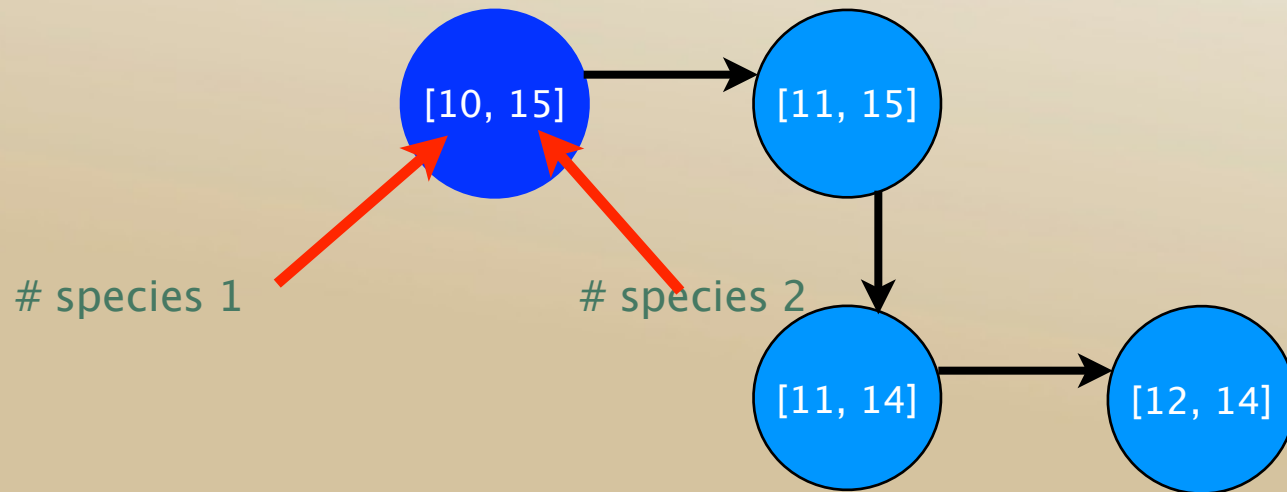 [10, 15]
[11, 15]
# species 1
# species 2
[11, 14]
[12, 14]